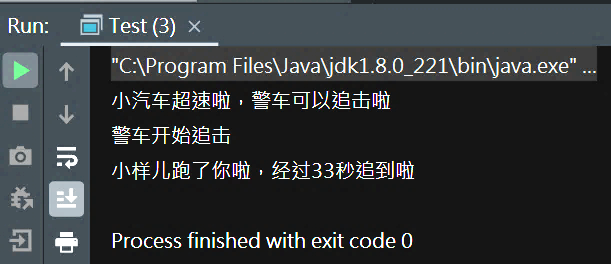 Run: Test (3) ×
"C:\Program Files\Java\jdk1.8.0_221\bin\java.exe" ...
小汽车超速啦，警车可以追击啦
警车开始追击
小样儿跑了你啦，经过33秒追到啦
Process finished with exit code 0